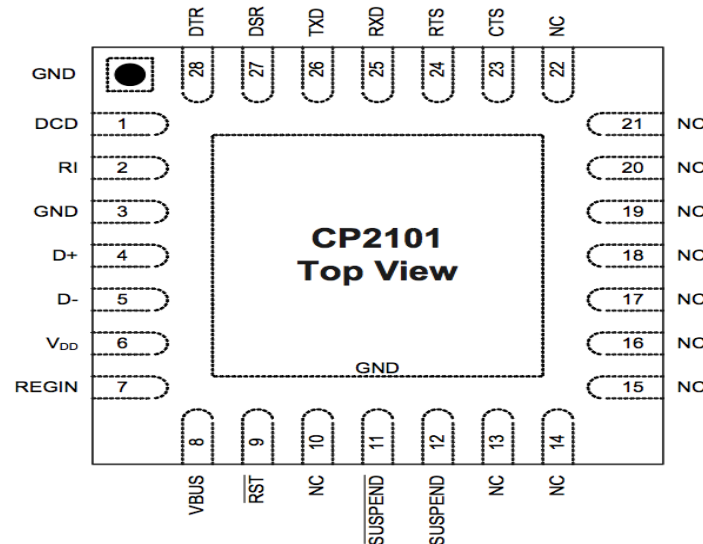 DTR DSR TXD RXD RTS CTS NC
28 27 26 25 24 23 22
GND
DCD 1
RI 2
GND 3
D+ 4
D- 5
VDD 6
REGIN 7
CP2101
Top View
GND
21 NC
20 NC
19 NC
18 NC
17 NC
16 NC
15 NC
8 9 10 11 12 13 14
VBUS R̅S̅T̅ NC S̅U̅S̅P̅E̅N̅D̅ SUSPEND NC NC